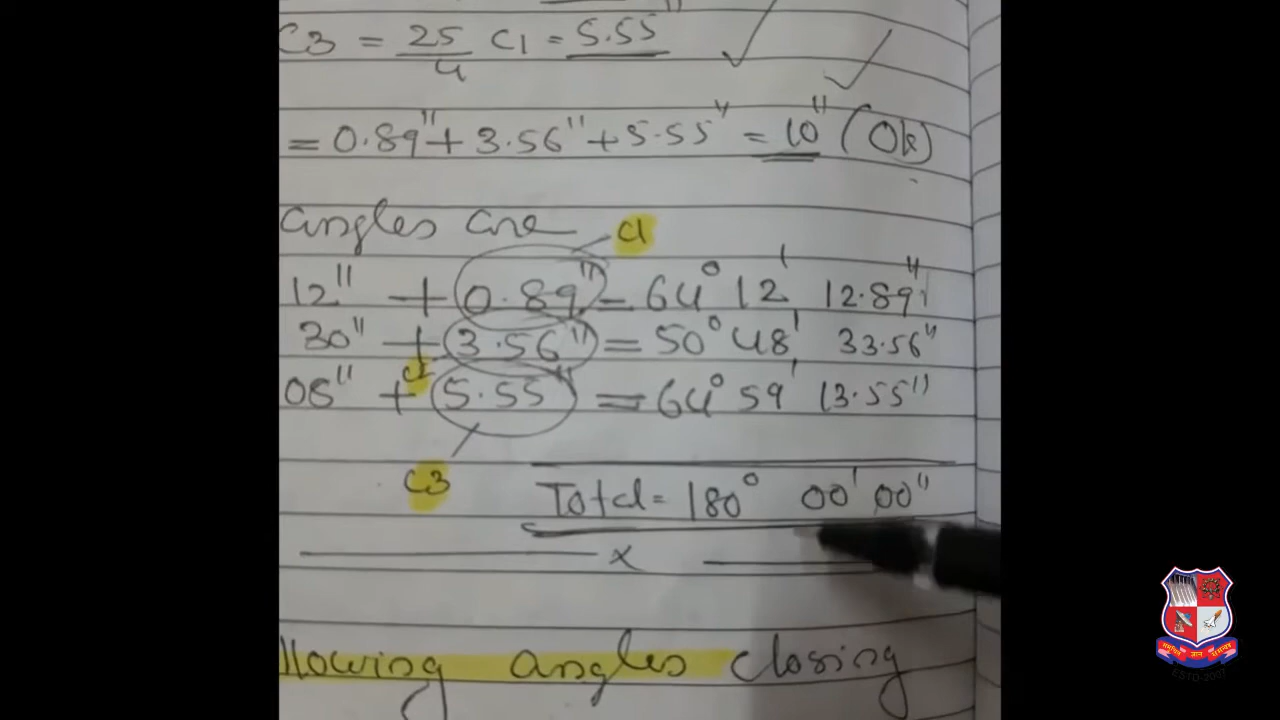 C3 = 25/4 C1 = 5.55"
= 0.89" + 3.56" + 5.55" = 10" (Ok)
angles are
C1
12" + 0.89" = 64° 12' 12.89"
30" + 3.56" = 50° 48' 33.56"
08" + 5.55" = 64° 59' 13.55"
C3
Total = 180° 00' 00"
x
llowing angles closing